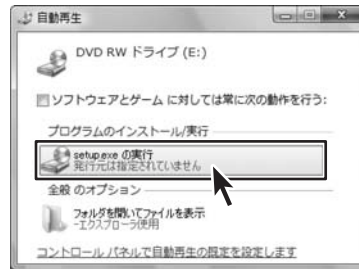 自動再生
DVD RW ドライブ (E:)
ソフトウェアとゲーム に対しては常に次の動作を行う:
プログラムのインストール/実行
setup.exe の実行
発行元は指定されていません
全般 のオプション
フォルダを開いてファイルを表示
-エクスプローラ使用
コントロール パネルで自動再生の既定を設定します